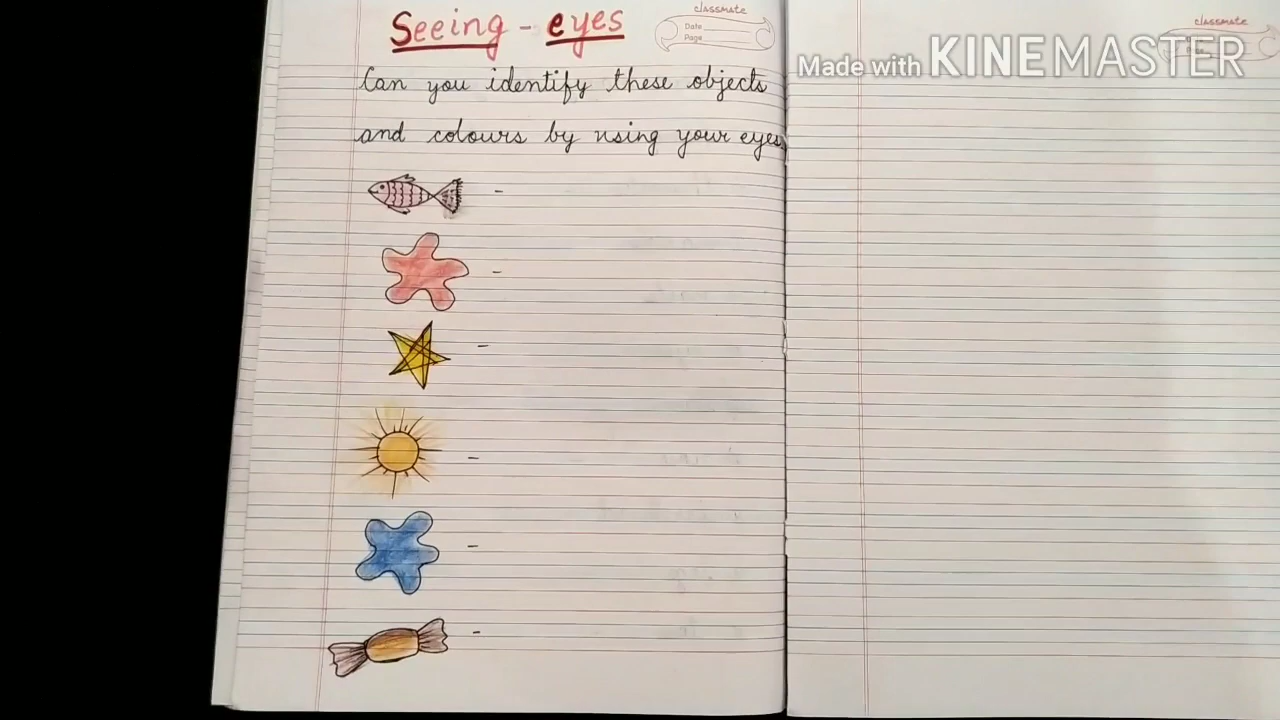 classmate
Seeing - eyes
Date
Page
Can you identify these objects
and colours by using your eyes
-
-
-
-
-
-
classmate
Made with KINEMASTER